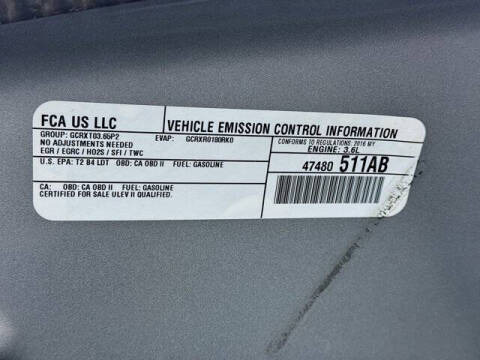 FCA US LLC
VEHICLE EMISSION CONTROL INFORMATION
GROUP: GCRXT03.65P2
EVAP: GCRXR0180RK0
NO ADJUSTMENTS NEEDED
EGR / EGRC / HO2S / SFI / TWC
CONFORMS TO REGULATIONS: 2016 MY
ENGINE: 3.6L
U.S. EPA: T2 B4 LDT OBD: CA OBD II FUEL: GASOLINE
47480 511AB
CA: OBD: CA OBD II FUEL: GASOLINE
CERTIFIED FOR SALE ULEV II QUALIFIED.